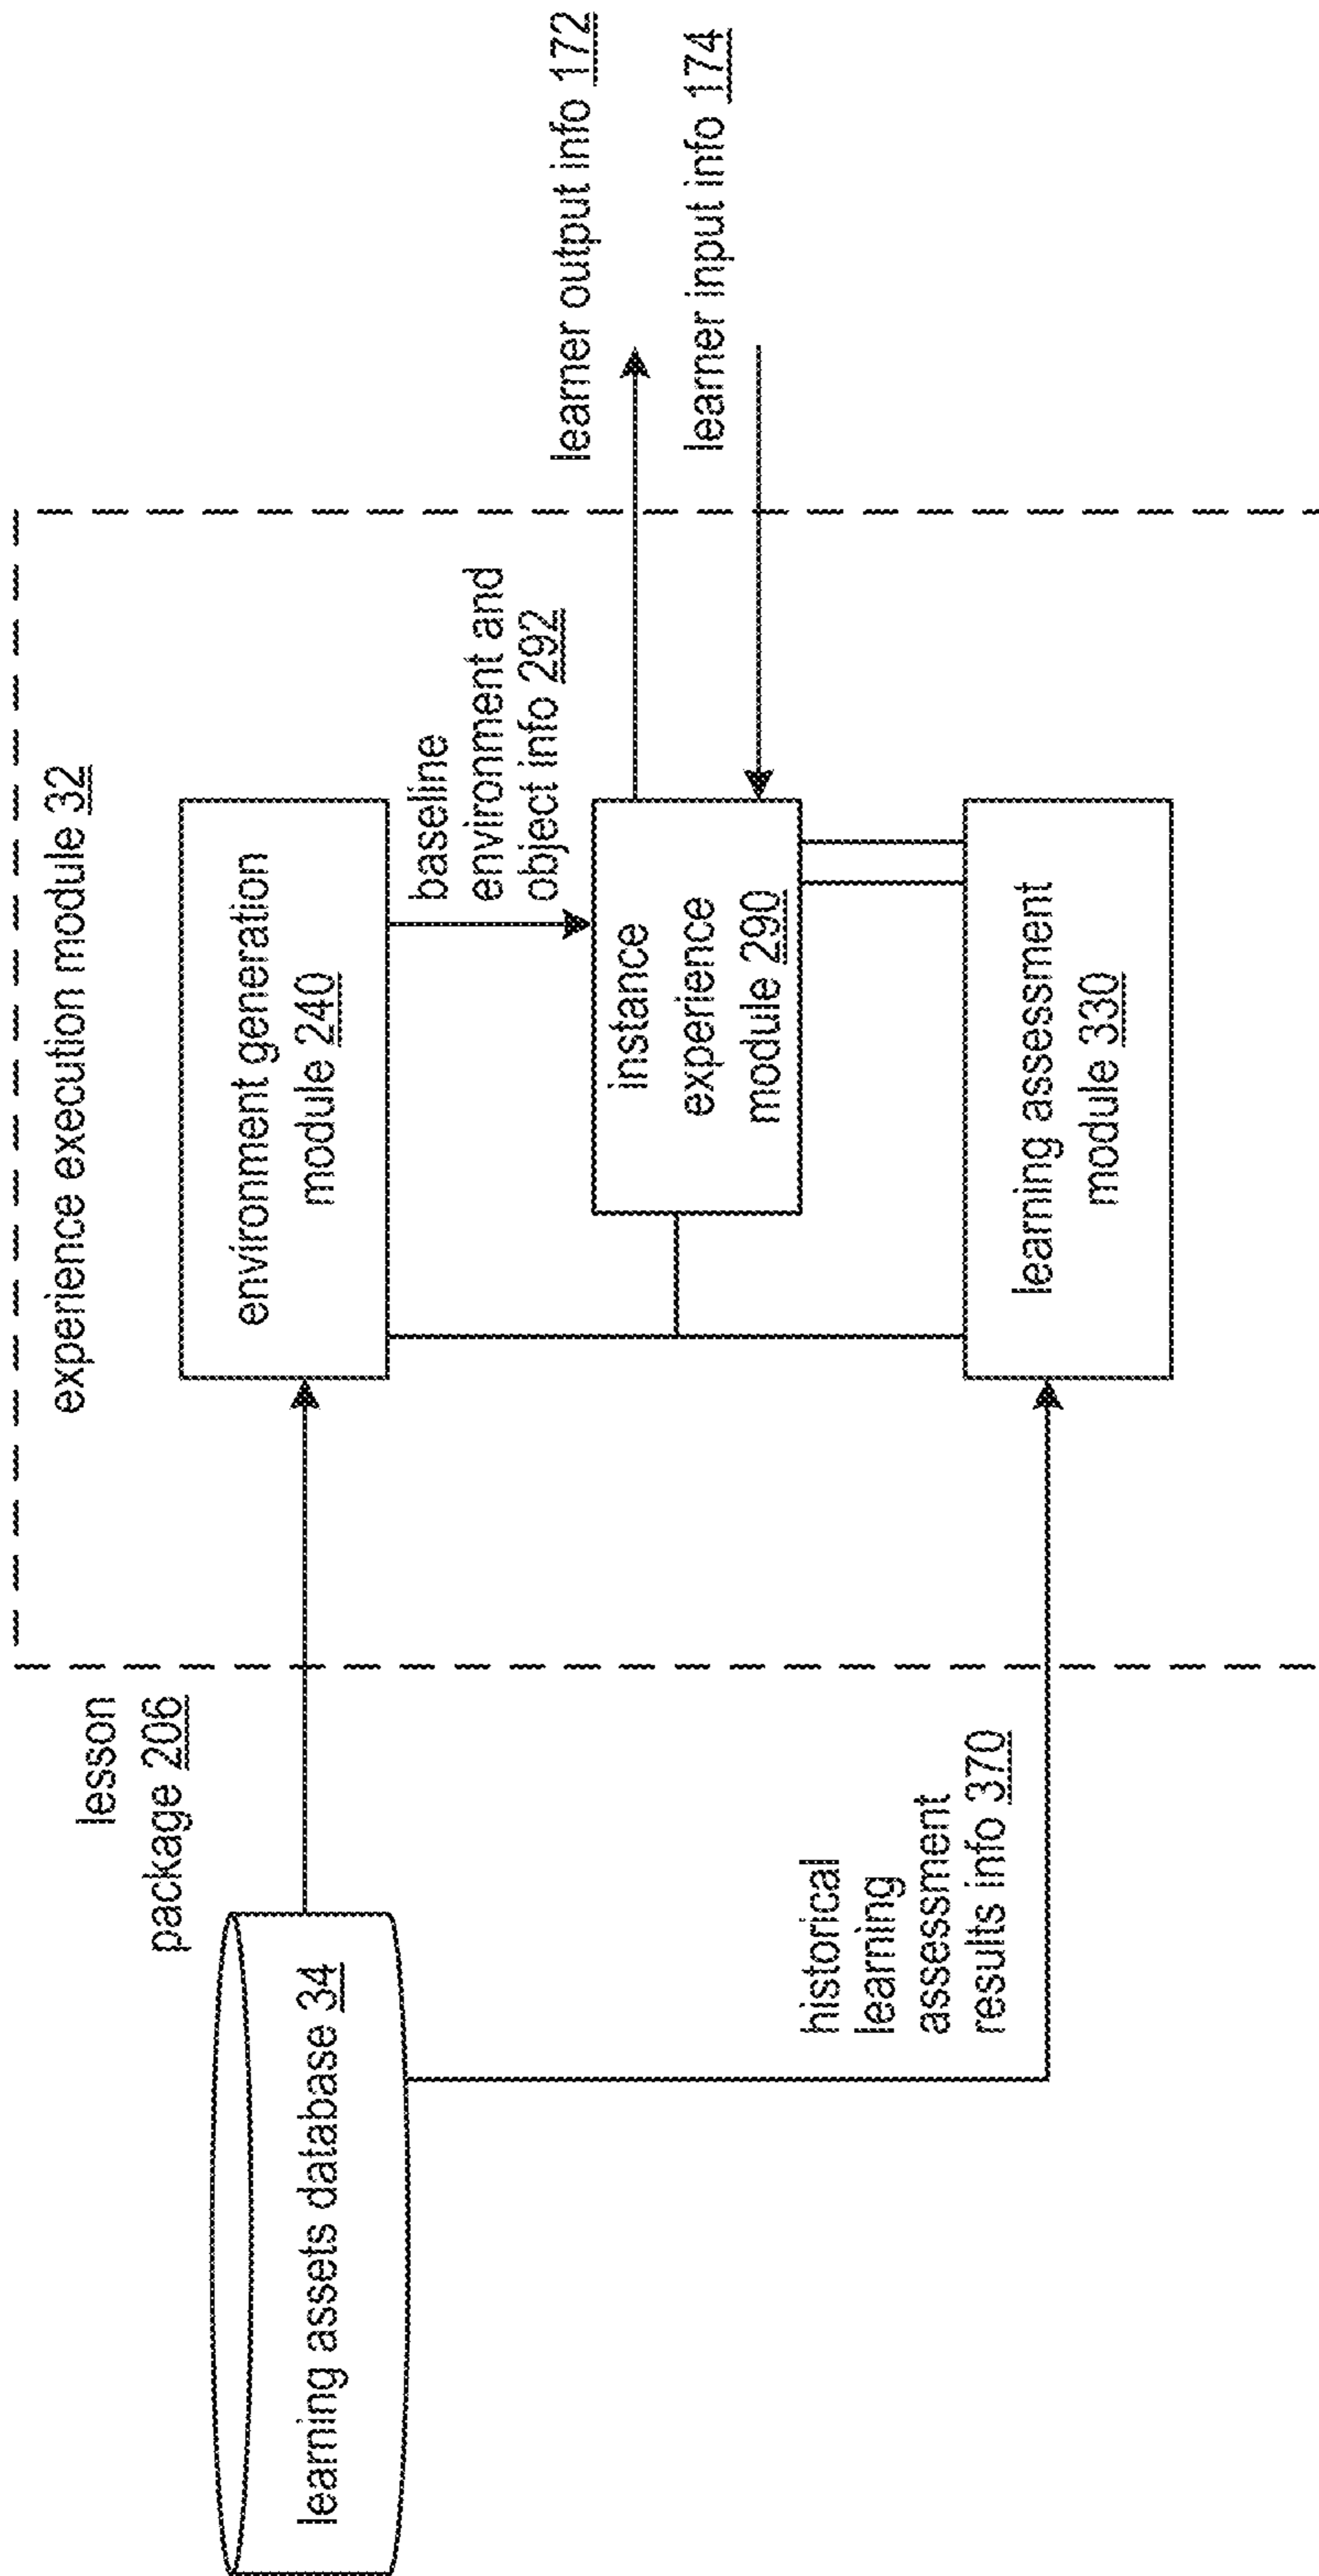 experience execution module 32
lesson
package 206
learning assets database 34
environment generation
module 240
baseline
environment and
object info 292
instance
experience
module 290
learner output info 172
learner input info 174
historical
learning
assessment
results info 370
learning assessment
module 330